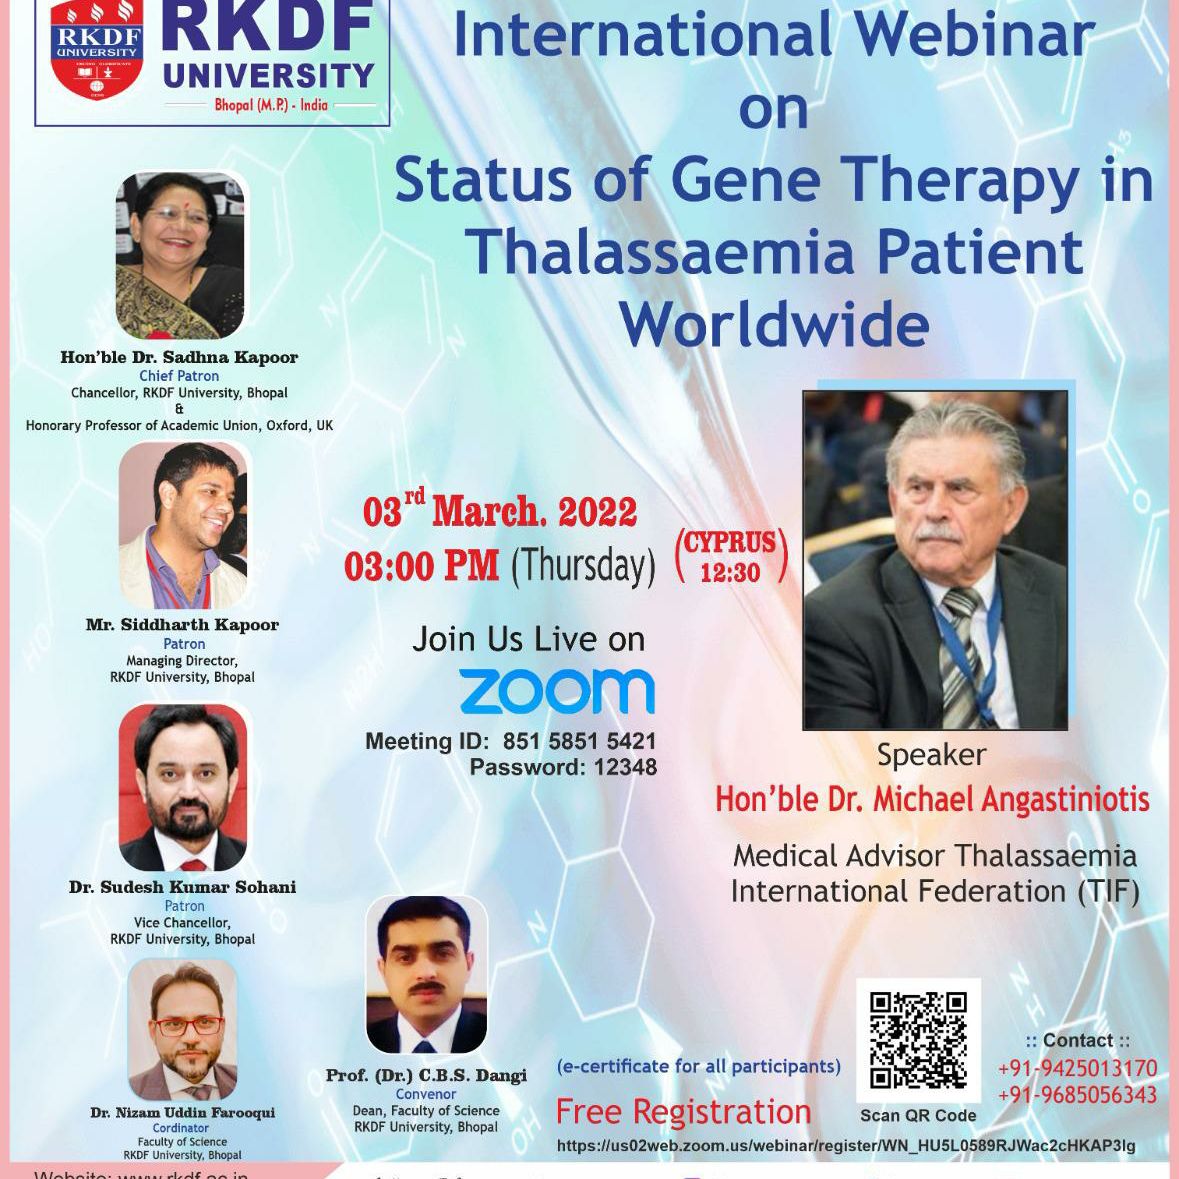 RKDF
UNIVERSITY
RKDF
UNIVERSITY
Bhopal (M.P.) - India
International Webinar
on
Status of Gene Therapy in
Thalassaemia Patient
Worldwide
Hon'ble Dr. Sadhna Kapoor
Chief Patron
Chancellor, RKDF University, Bhopal
&
Honorary Professor of Academic Union, Oxford, UK
Mr. Siddharth Kapoor
Patron
Managing Director,
RKDF University, Bhopal
Dr. Sudesh Kumar Sohani
Patron
Vice Chancellor,
RKDF University, Bhopal
Dr. Nizam Uddin Farooqui
Cordinator
Faculty of Science
RKDF University, Bhopal
Prof. (Dr.) C.B.S. Dangi
Convenor
Dean, Faculty of Science
RKDF University, Bhopal
03rd March. 2022
03:00 PM (Thursday)
(CYPRUS 12:30)
Join Us Live on
zoom
Meeting ID: 851 5851 5421
Password: 12348
Speaker
Hon'ble Dr. Michael Angastiniotis
Medical Advisor Thalassaemia
International Federation (TIF)
(e-certificate for all participants)
Free Registration
https://us02web.zoom.us/webinar/register/WN_HU5L0589RJWac2cHKAP3lg
Scan QR Code
:: Contact ::
+91-9425013170
+91-9685056343
Website: www.rkdf.ac.in